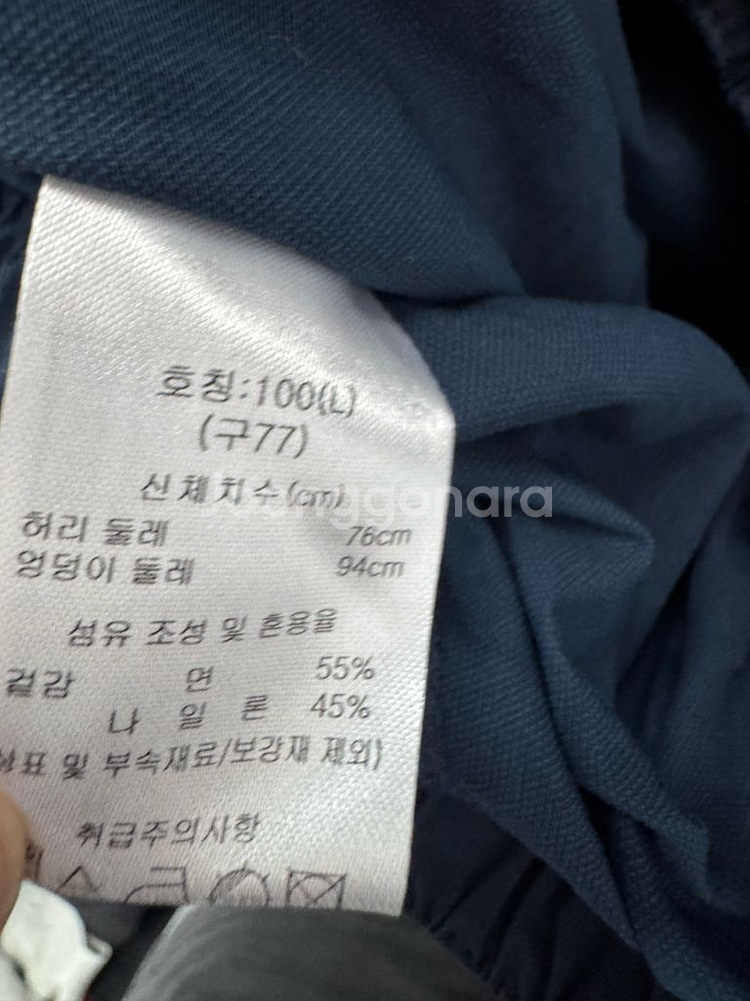 호칭:100(L)
(구77)
신체치수(cm)
허리 둘레 76cm
엉덩이 둘레 94cm
섬유 조성 및 혼용율
겉감 면 55%
나 일 론 45%
및 부속재료/보강재 제외)
취급주의사항